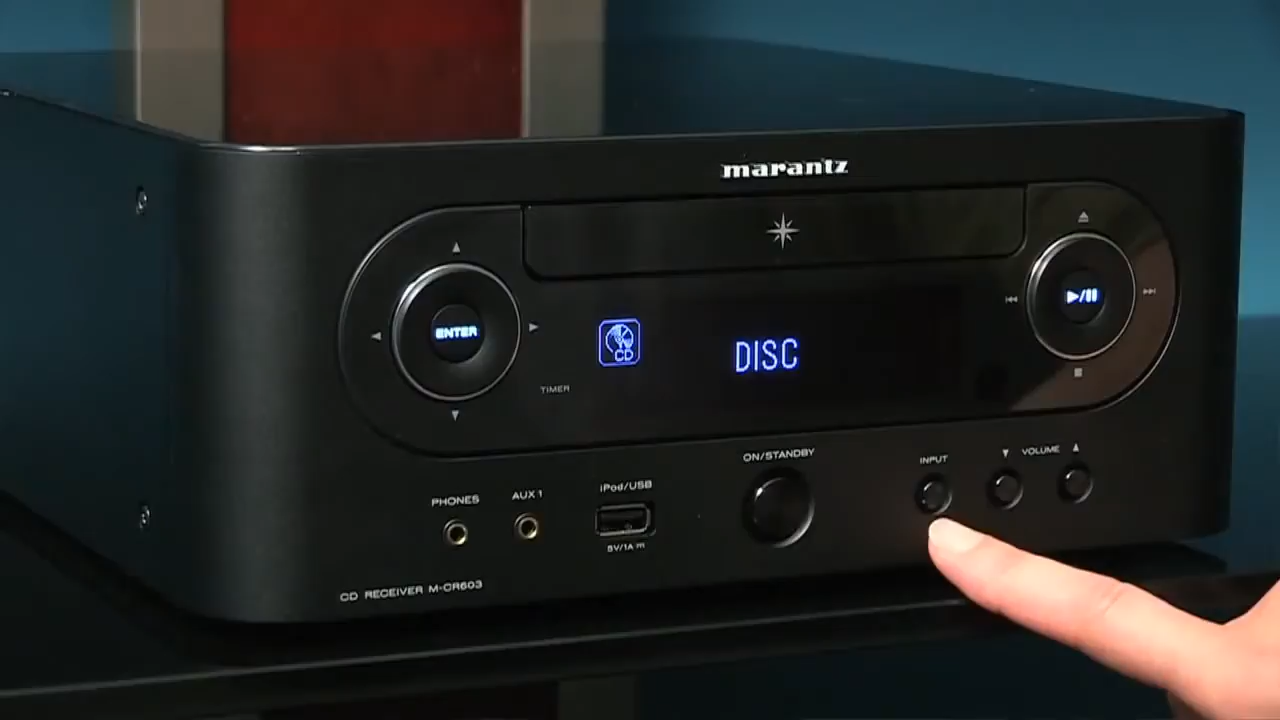 marantz
ENTER
TIMER
CD
DISC
ON/STANDBY
INPUT
VOLUME
PHONES
AUX 1
iPod/USB
5V/1A
CD RECEIVER M-CR603